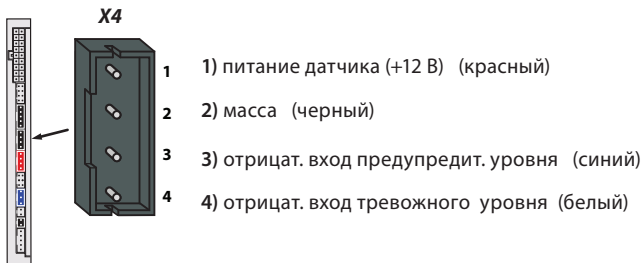 X4
1
2
3
4
1) питание датчика (+12 В) (красный)
2) масса (черный)
3) отрицат. вход предупредит. уровня (синий)
4) отрицат. вход тревожного уровня (белый)